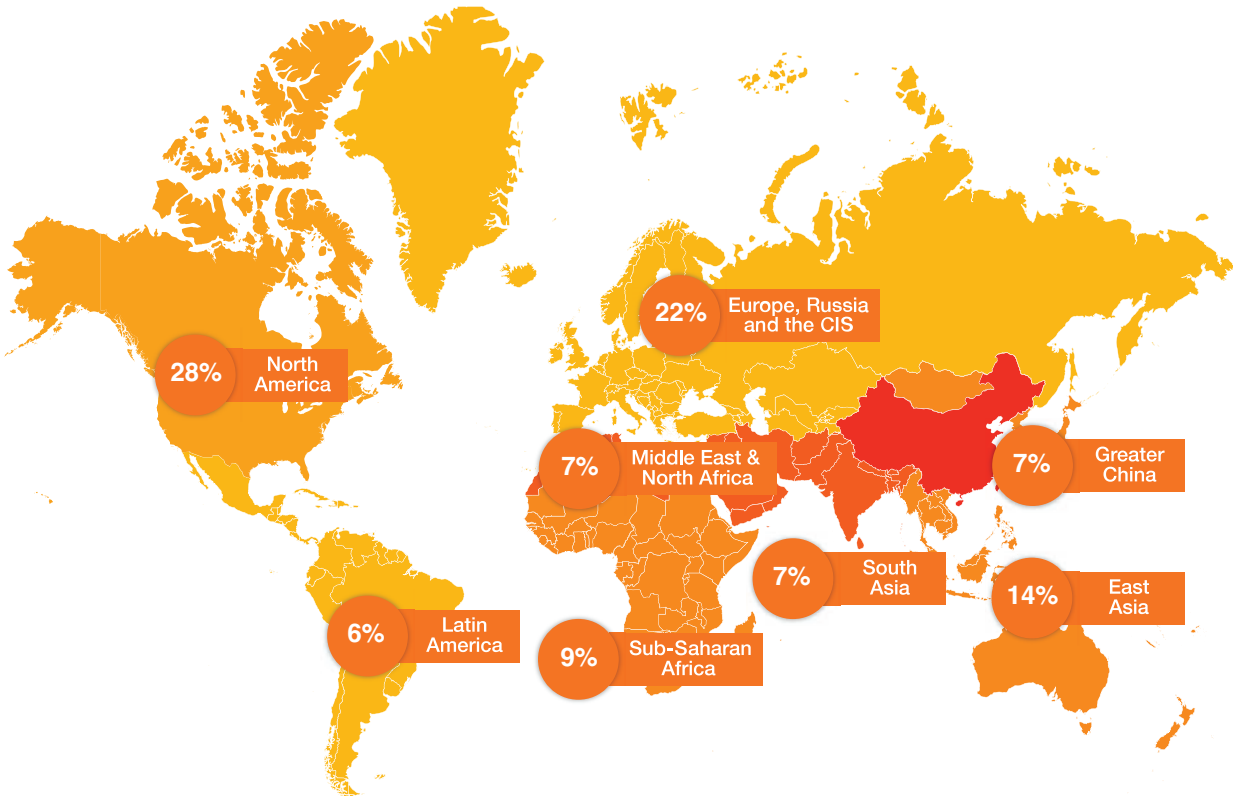 22%
Europe, Russia
and the CIS
28%
North
America
7%
Middle East &
North Africa
7%
Greater
China
7%
South
Asia
14%
East
Asia
6%
Latin
America
9%
Sub-Saharan
Africa